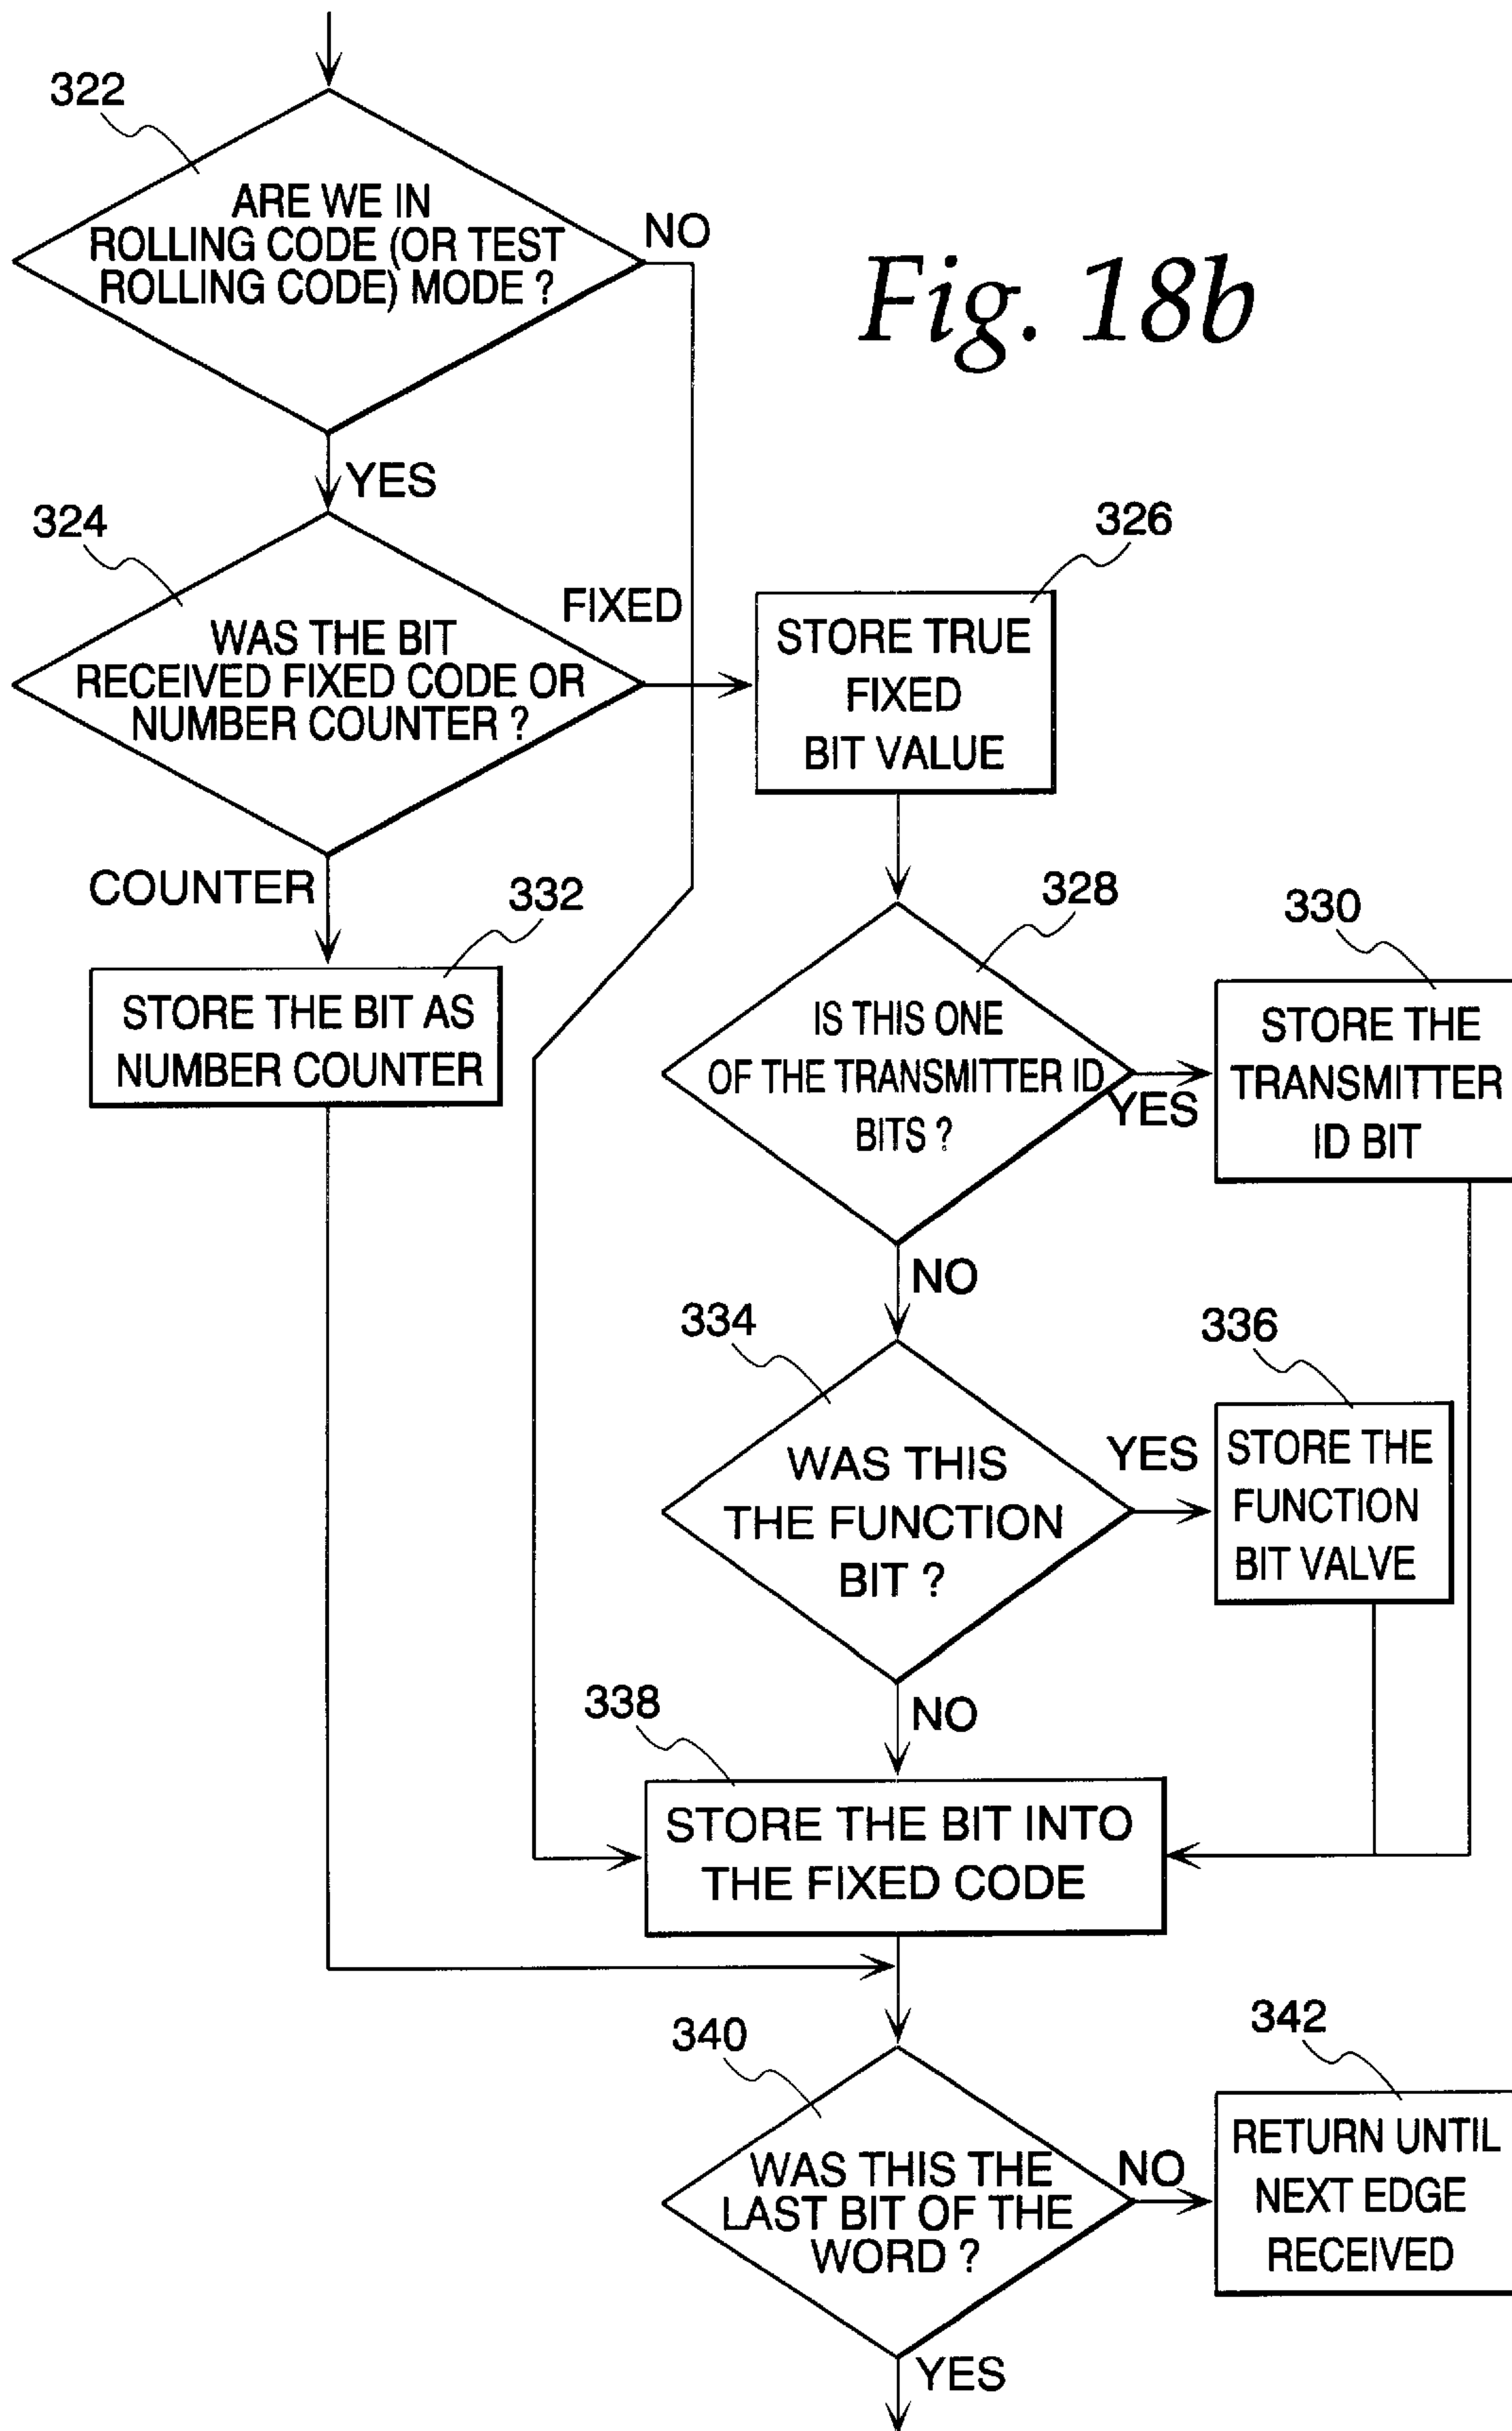 322
ARE WE IN
ROLLING CODE (OR TEST
ROLLING CODE) MODE ?
NO
Fig. 18b
YES
324
WAS THE BIT
RECEIVED FIXED CODE OR
NUMBER COUNTER ?
FIXED
326
STORE TRUE
FIXED
BIT VALUE
COUNTER
332
STORE THE BIT AS
NUMBER COUNTER
328
IS THIS ONE
OF THE TRANSMITTER ID
BITS ?
YES
330
STORE THE
TRANSMITTER
ID BIT
NO
334
WAS THIS
THE FUNCTION
BIT ?
YES
336
STORE THE
FUNCTION
BIT VALVE
NO
338
STORE THE BIT INTO
THE FIXED CODE
340
WAS THIS THE
LAST BIT OF THE
WORD ?
NO
342
RETURN UNTIL
NEXT EDGE
RECEIVED
YES